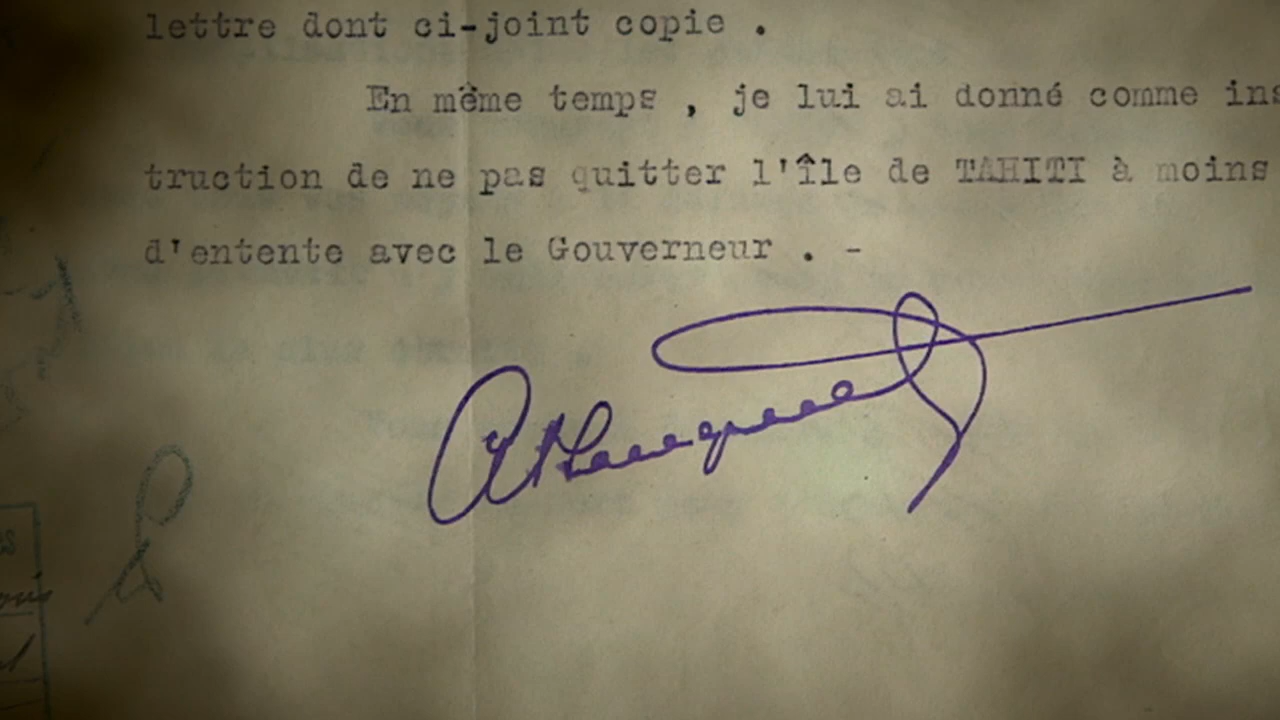 lettre dont ci-joint copie .
En même temps , je lui ai donné comme ins
truction de ne pas quitter l'île de TAHITI à moins
d'entente avec le Gouverneur . -